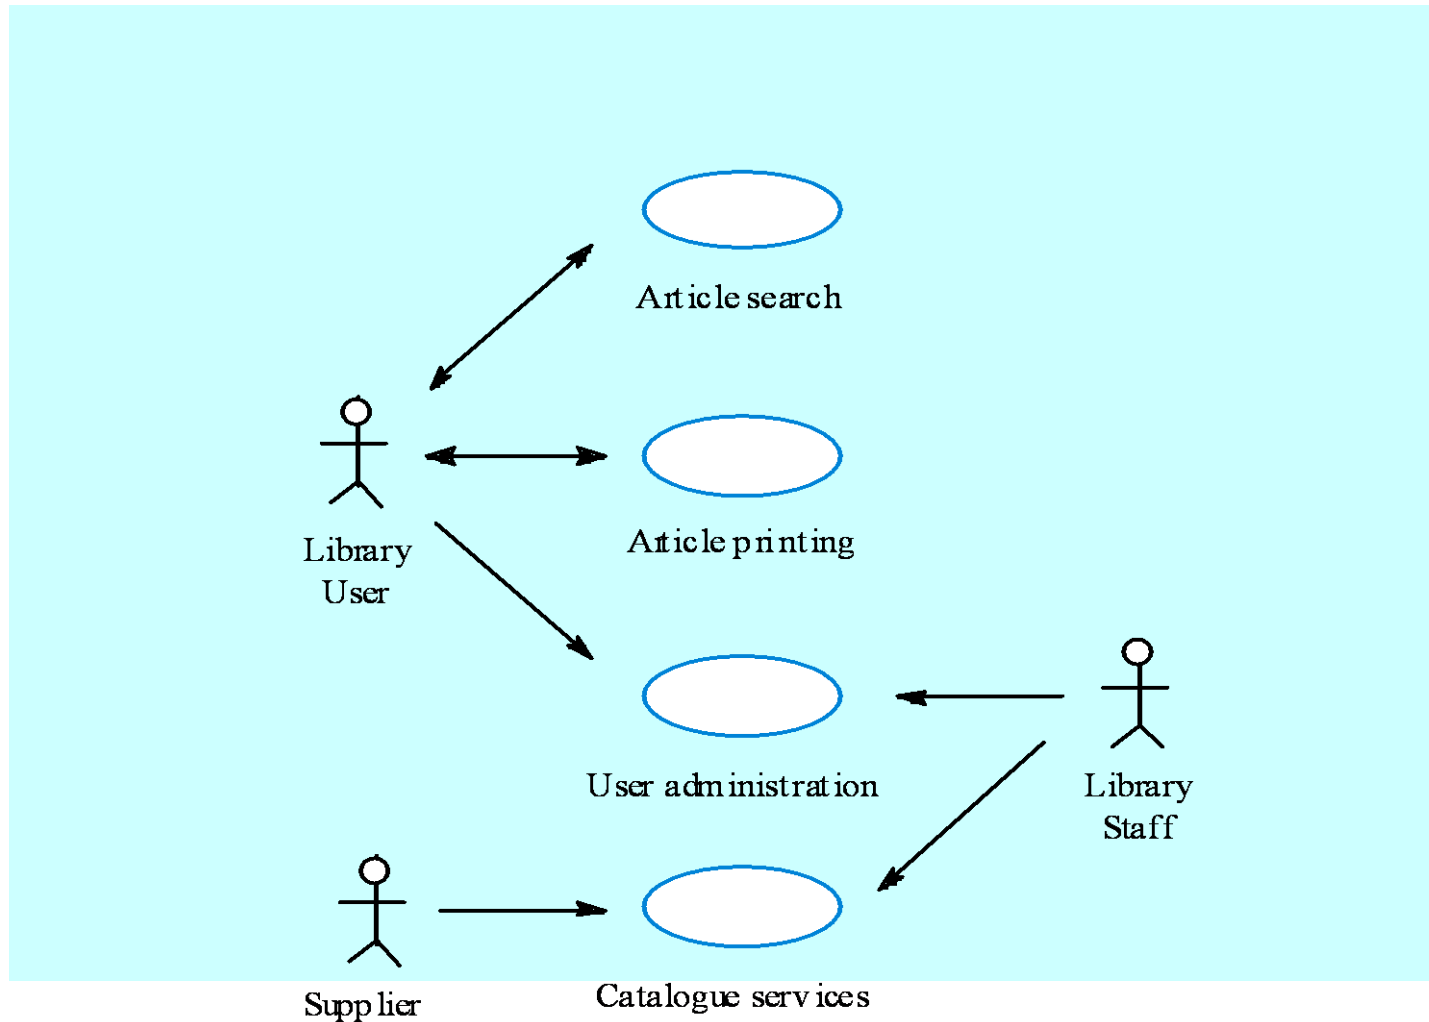 Article search
Article printing
Library
User
User administration
Library
Staff
Supplier
Catalogue services